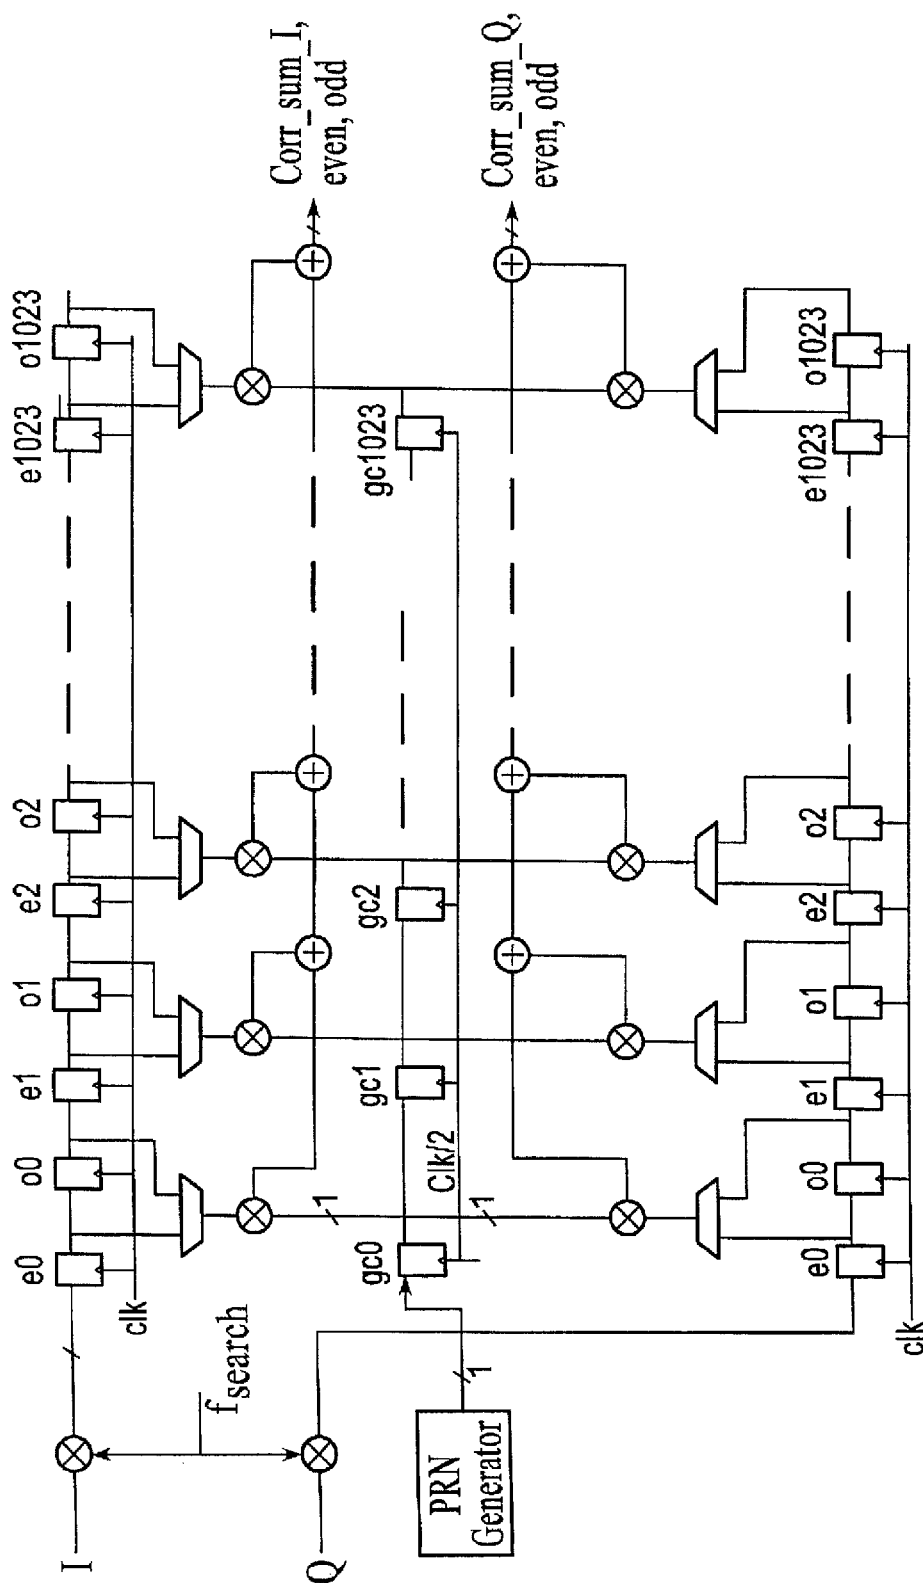 I
Q
f search
PRN
Generator
1
clk
e0
o0
e1
o1
e2
o2
e1023
o1023
1
1
gc0
gc1
gc2
gc1023
Clk/2
Corr_sum_I,
even, odd
Corr_sum_Q,
even, odd
clk
e0
o0
e1
o1
e2
o2
e1023
o1023